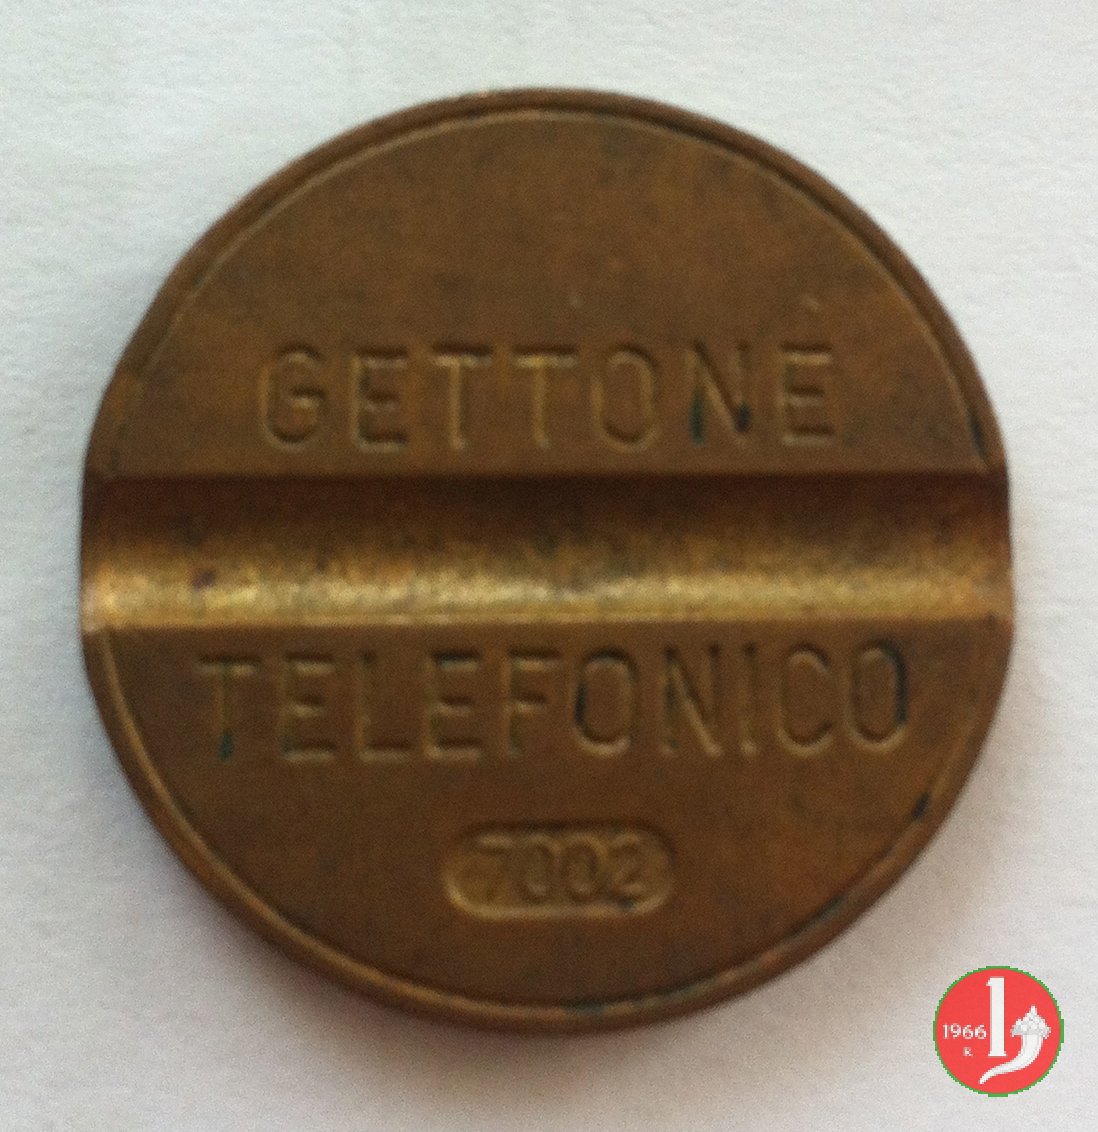 GETTONE
TELEFONICO
7002
1966
R